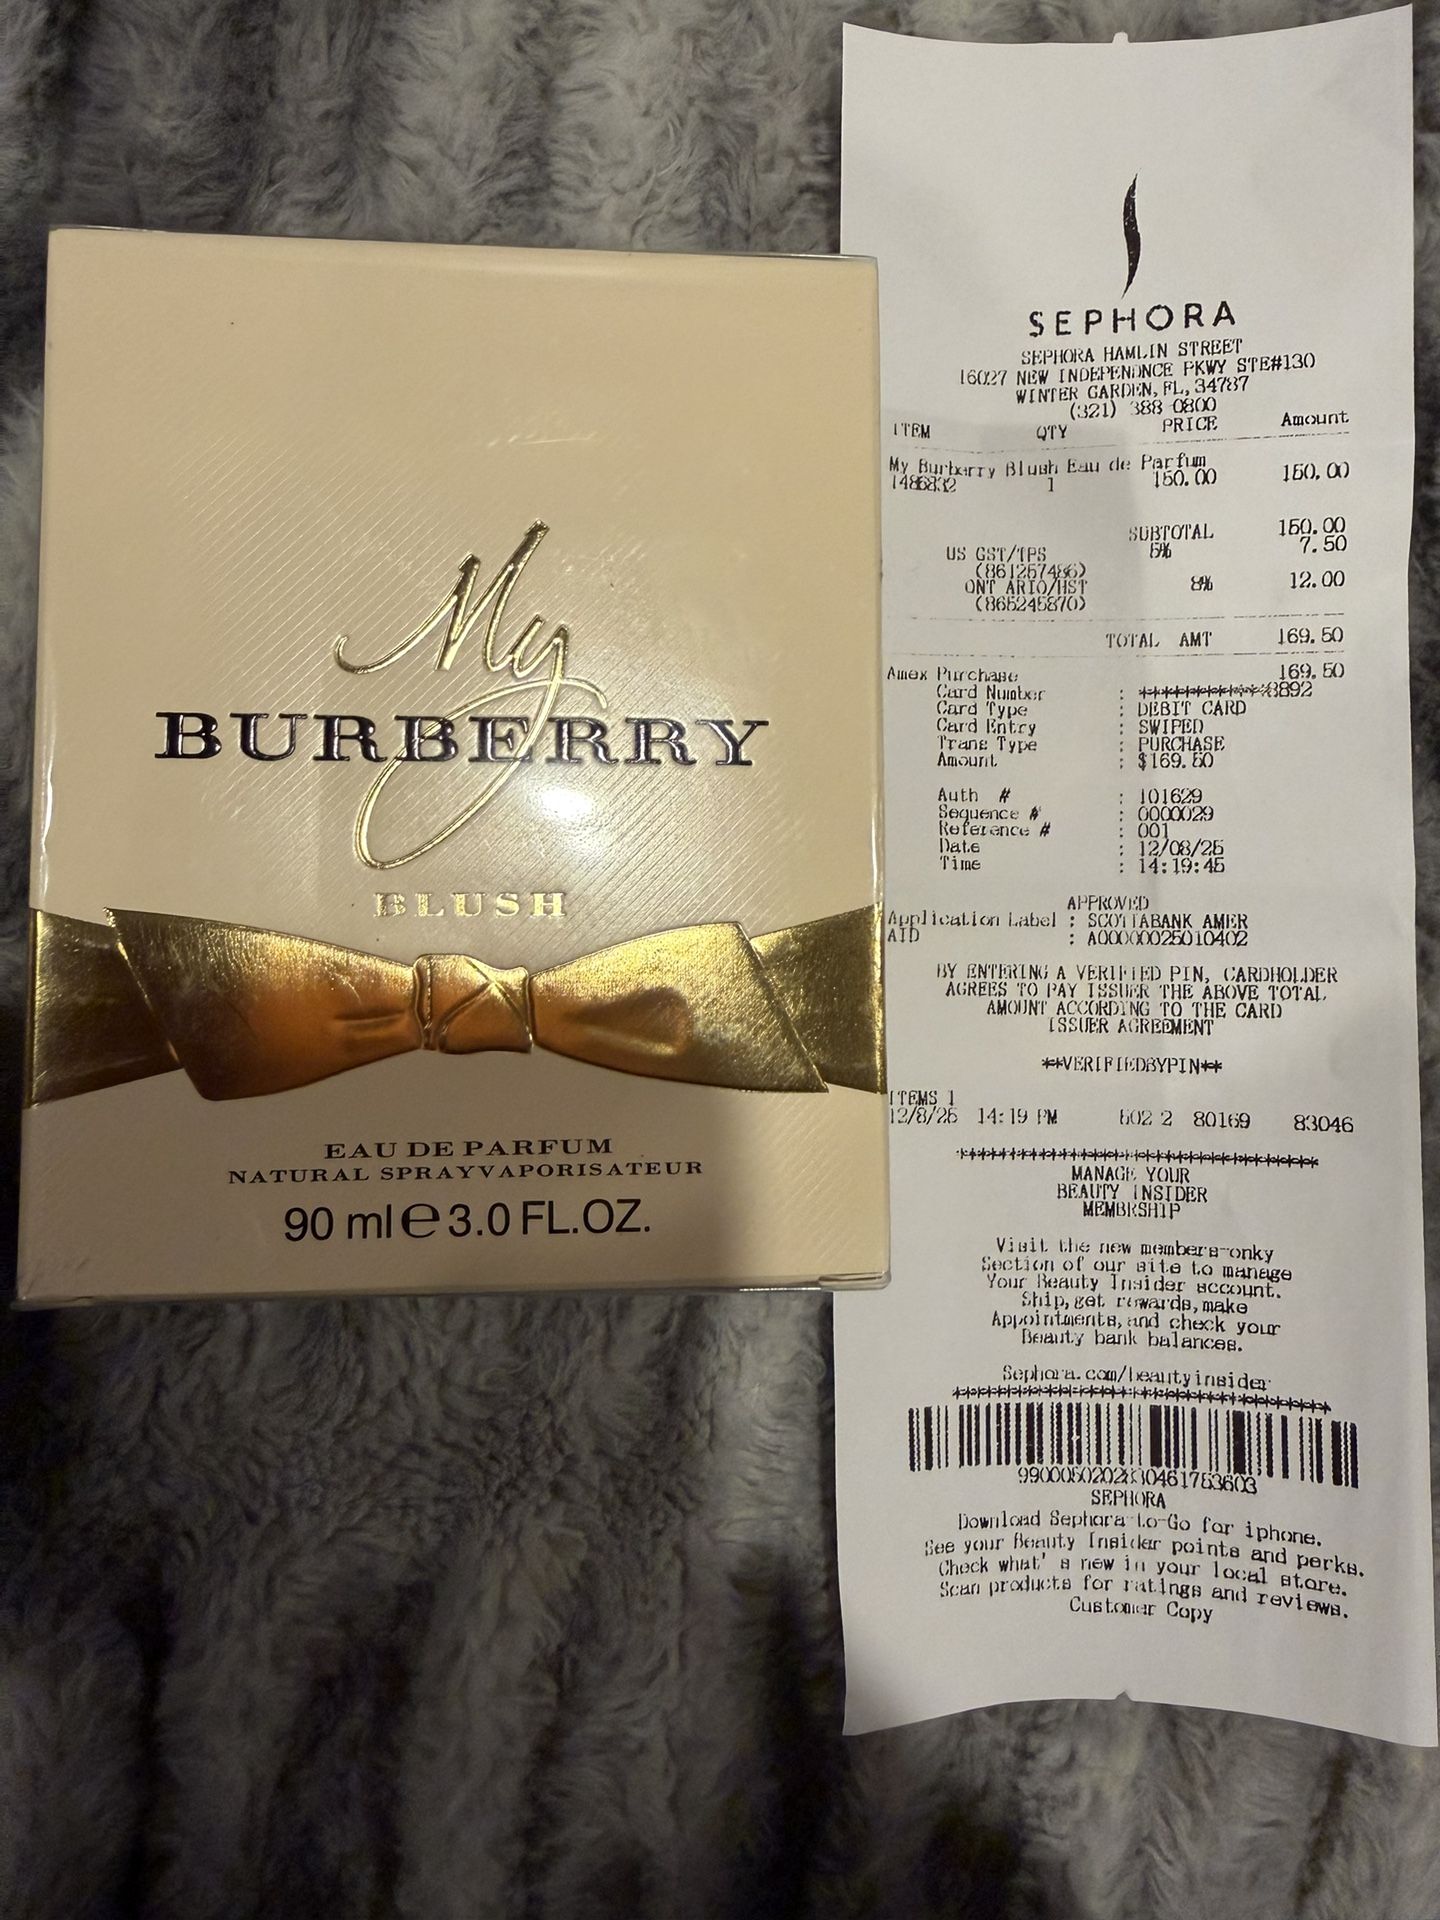 My
BURBERRY
BLUSH
EAU DE PARFUM
NATURAL SPRAY VAPORISATEUR
90 ml e 3.0 FL.OZ.
SEPHORA
SEPHORA HAMLIN STREET
16027 NEW INDEPENDNCE PKWY STE#130
WINTER GARDEN, FL, 34787
(321) 388-0800
ITEM QTY PRICE Amount
My Burberry Blush Eau de Parfum
1486832 1 150.00 150.00
SUBTOTAL 150.00
US GST/TPS 5% 7.50
(861257486)
ONT ARIO/HST 8% 12.00
(865245870)
TOTAL AMT 169.50
Amex Purchase 169.50
Card Number : ************3892
Card Type : DEBIT CARD
Card Entry : SWIPED
Trans Type : PURCHASE
Amount : $169.50
Auth # : 101629
Sequence # : 0000029
Reference # : 001
Date : 12/08/25
Time : 14:19:45
APPROVED
Application Label : SCOTIABANK AMER
AID : A00000025010402
BY ENTERING A VERIFIED PIN, CARDHOLDER
AGREES TO PAY ISSUER THE ABOVE TOTAL
AMOUNT ACCORDING TO THE CARD
ISSUER AGREEMENT
**VERIFIEDBYPIN**
ITEMS 1
12/8/25 14:19 PM 502 2 80169 83046
MANAGE YOUR
BEAUTY INSIDER
MEMBRSHIP
Visit the new members-onky
Section of our site to manage
Your Beauty Insider account.
Ship, get rewards, make
Appointments, and check your
Beauty bank balances.
Sephora.com/beautyinsider
SEPHORA
Download Sephora-to-Go for iphone.
See your Beauty Insider points and perks.
Check what's new in your local store.
Scan products for ratings and reviews.
Customer Copy